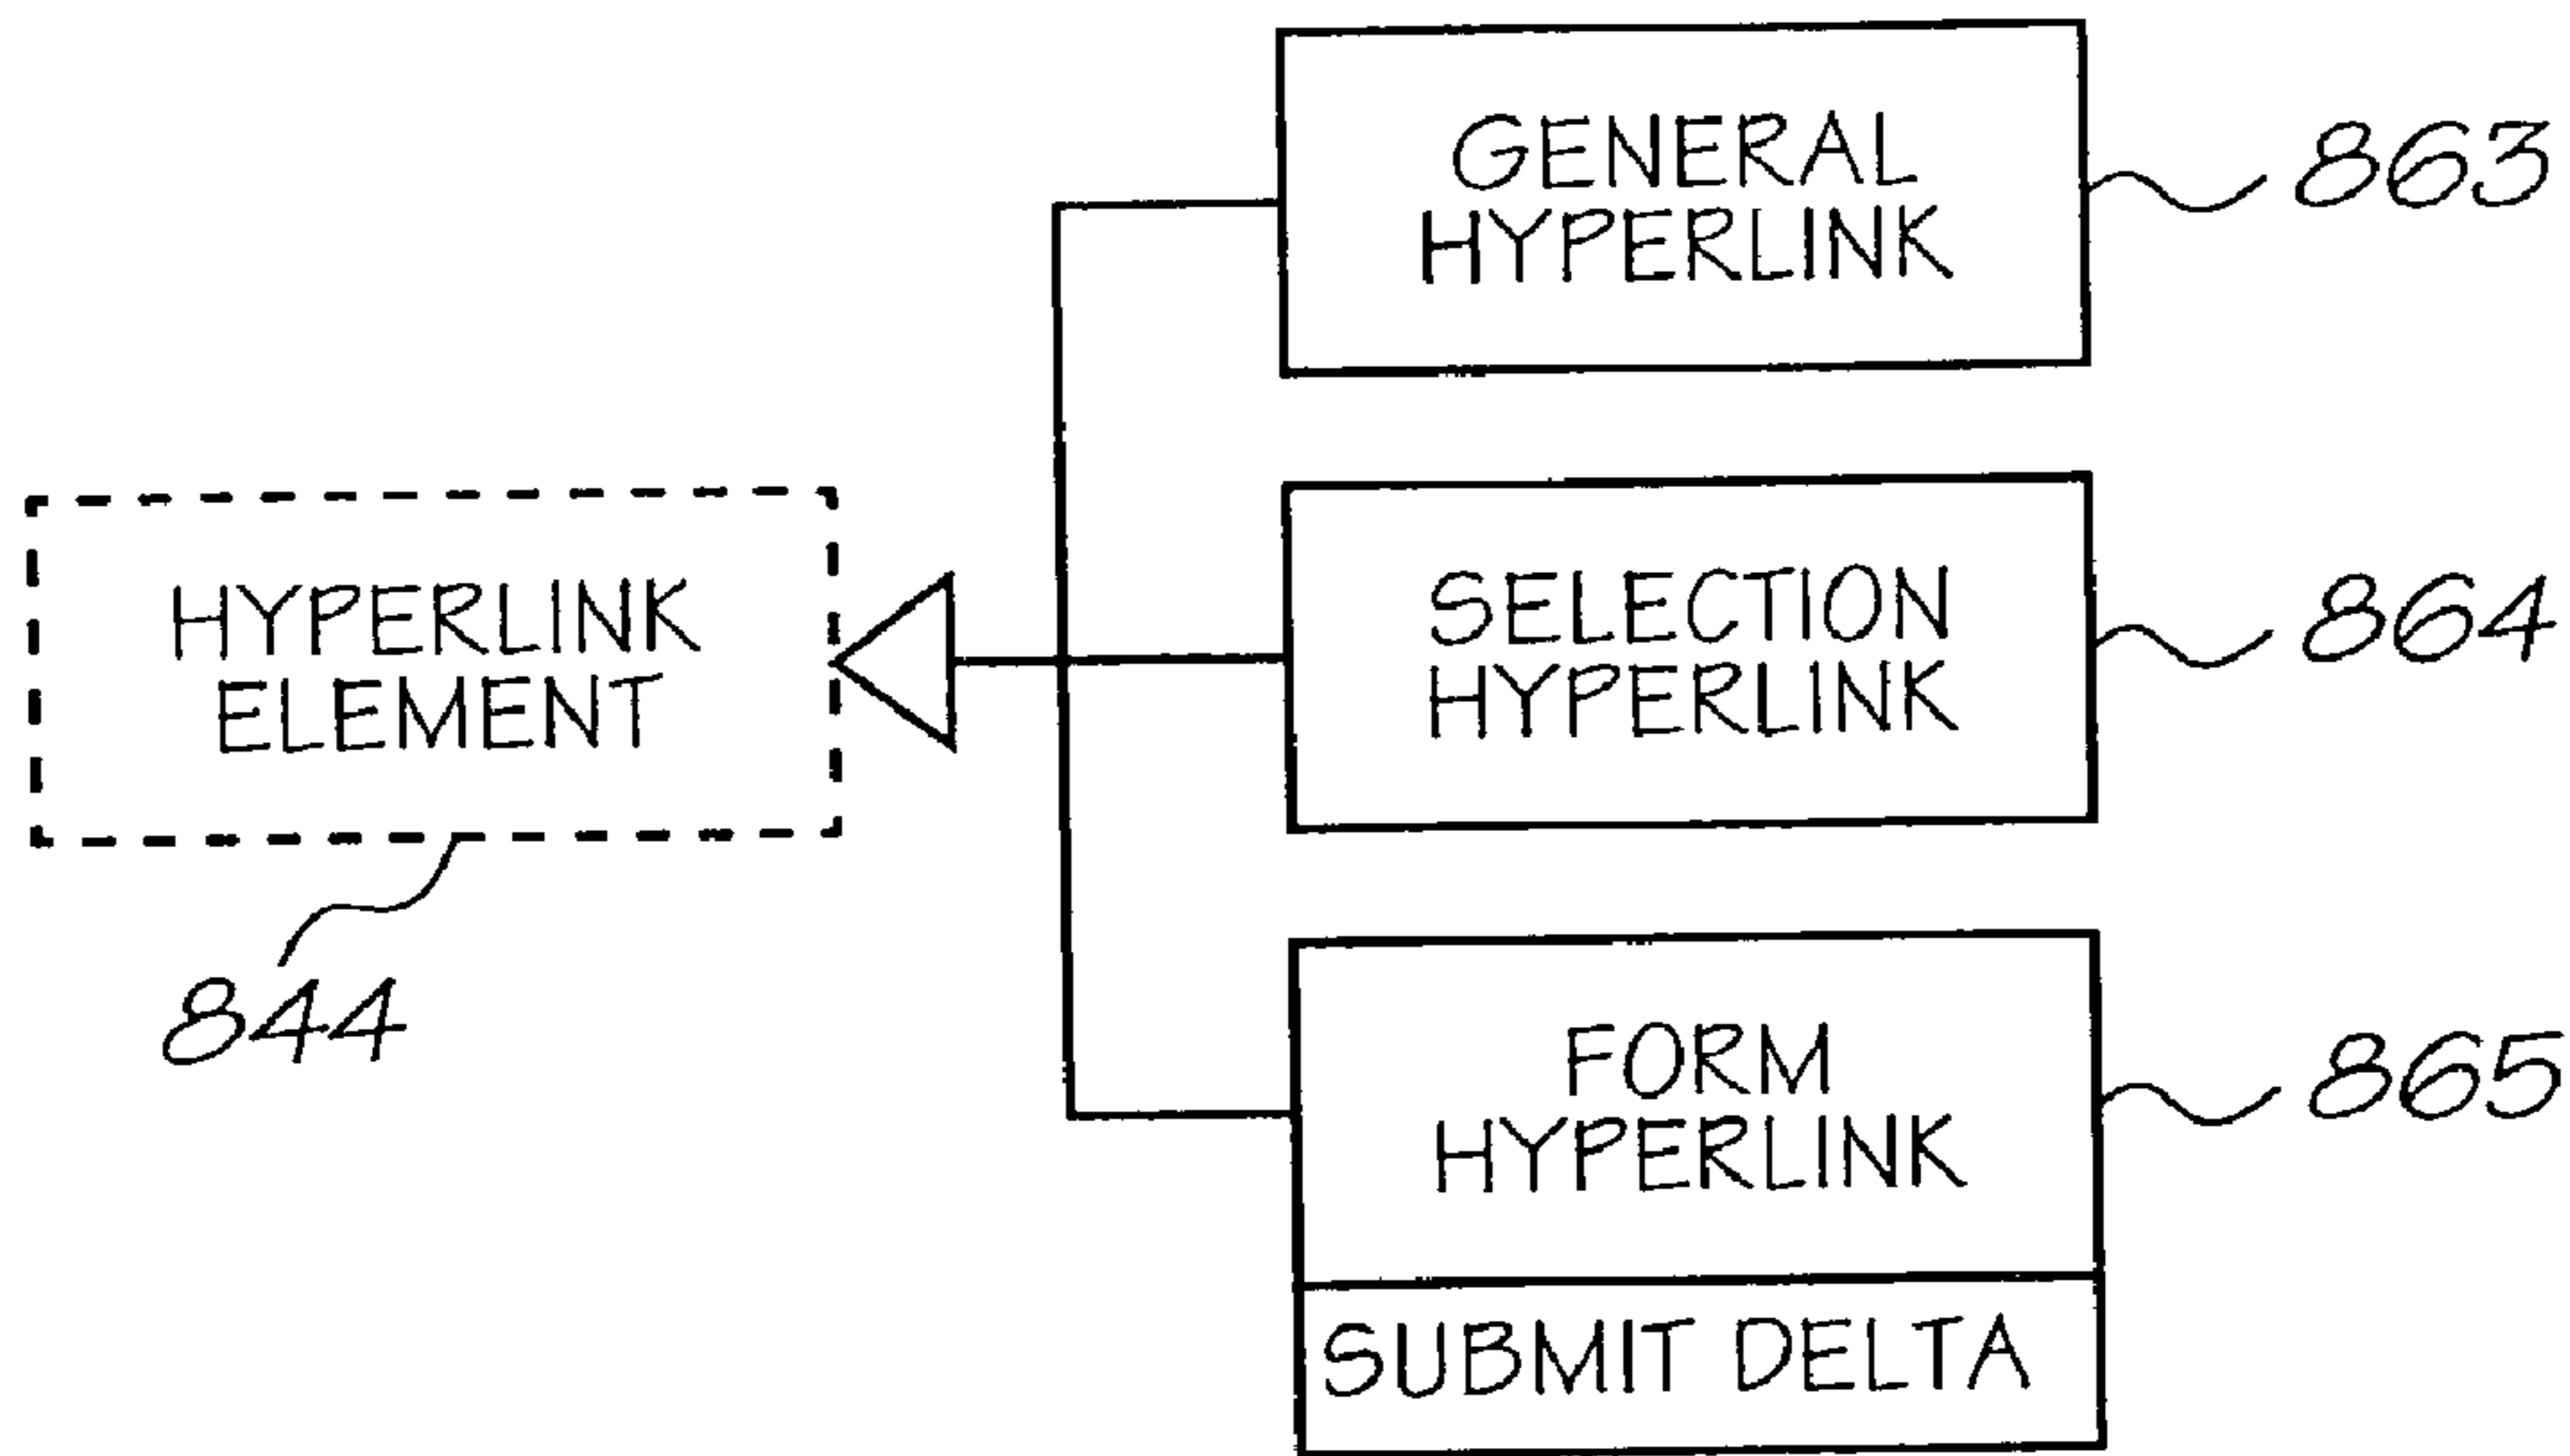 GENERAL
HYPERLINK
863
HYPERLINK
ELEMENT
844
SELECTION
HYPERLINK
864
FORM
HYPERLINK
865
SUBMIT DELTA